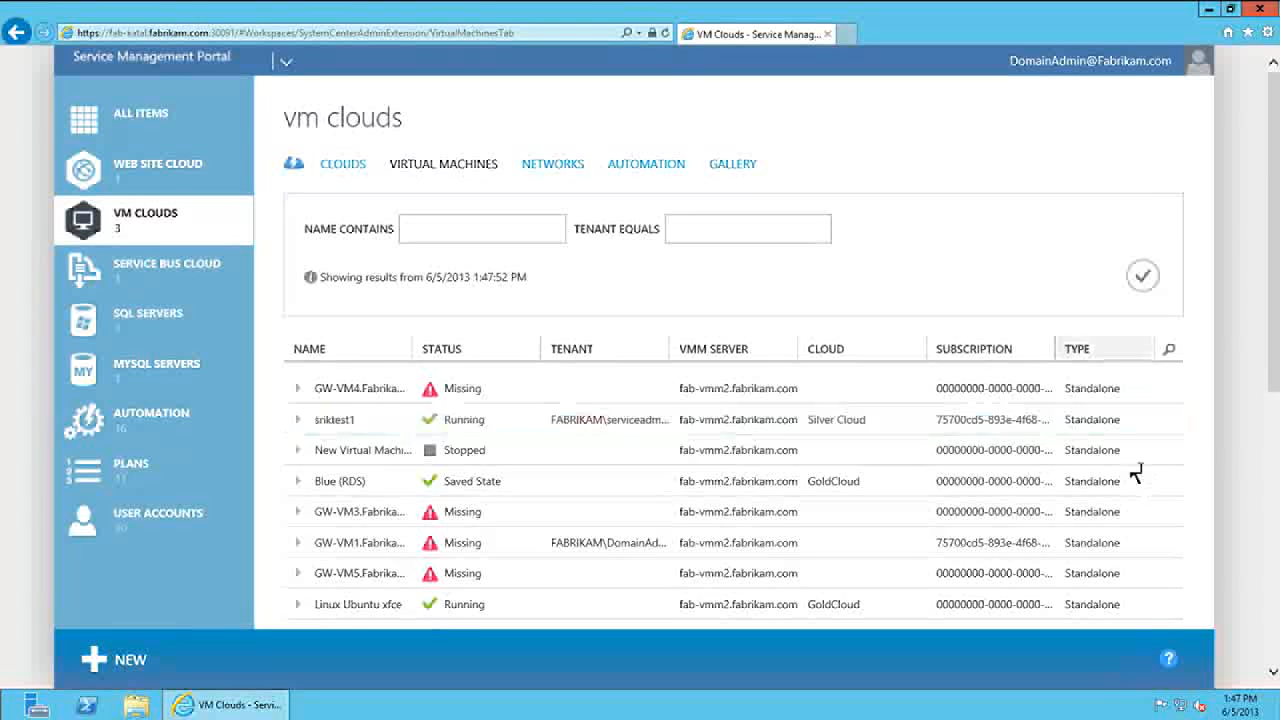 https://fab-katal.fabrikam.com:30091/#Workspaces/SystemCenterAdminExtension/VirtualMachinesTab
VM Clouds - Service Manag...
Service Management Portal
DomainAdmin@Fabrikam.com
ALL ITEMS
WEB SITE CLOUD
1
VM CLOUDS
3
SERVICE BUS CLOUD
1
SQL SERVERS
MYSQL SERVERS
1
AUTOMATION
16
PLANS
11
USER ACCOUNTS
vm clouds
CLOUDS VIRTUAL MACHINES NETWORKS AUTOMATION GALLERY
NAME CONTAINS TENANT EQUALS
Showing results from 6/5/2013 1:47:52 PM
NAME STATUS TENANT VMM SERVER CLOUD SUBSCRIPTION TYPE
GW-VM4.Fabrika... Missing fab-vmm2.fabrikam.com 00000000-0000-0000-... Standalone
sriktest1 Running FABRIKAM\serviceadm... fab-vmm2.fabrikam.com Silver Cloud 75700cd5-893e-4f68-... Standalone
New Virtual Machi... Stopped fab-vmm2.fabrikam.com 00000000-0000-0000-... Standalone
Blue (RDS) Saved State fab-vmm2.fabrikam.com GoldCloud 00000000-0000-0000-... Standalone
GW-VM3.Fabrika... Missing fab-vmm2.fabrikam.com 00000000-0000-0000-... Standalone
GW-VM1.Fabrika... Missing FABRIKAM\DomainAd... fab-vmm2.fabrikam.com 75700cd5-893e-4f68-... Standalone
GW-VM5.Fabrika... Missing fab-vmm2.fabrikam.com 00000000-0000-0000-... Standalone
Linux Ubuntu xfce Running fab-vmm2.fabrikam.com GoldCloud 00000000-0000-0000-... Standalone
NEW
?
VM Clouds - Servi...
1:47 PM
6/5/2013